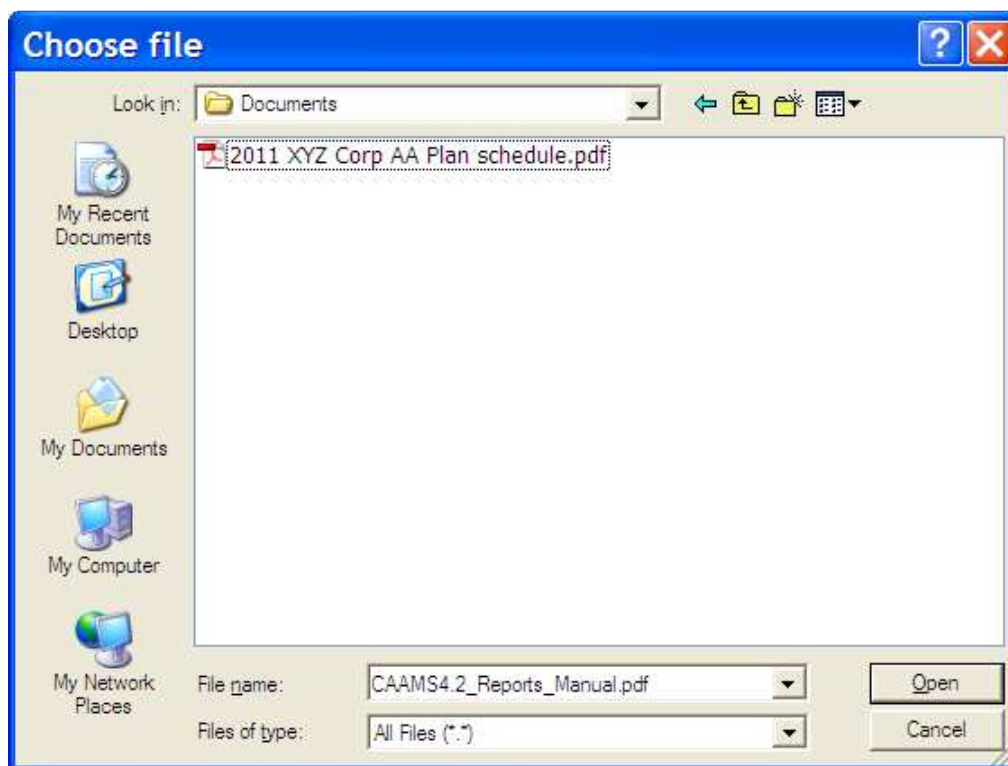 Choose file
Look in:
Documents
2011 XYZ Corp AA Plan schedule.pdf
My Recent
Documents
Desktop
My Documents
My Computer
My Network
Places
File name:
CAAMS4.2_Reports_Manual.pdf
Open
Files of type:
All Files (*.*)
Cancel